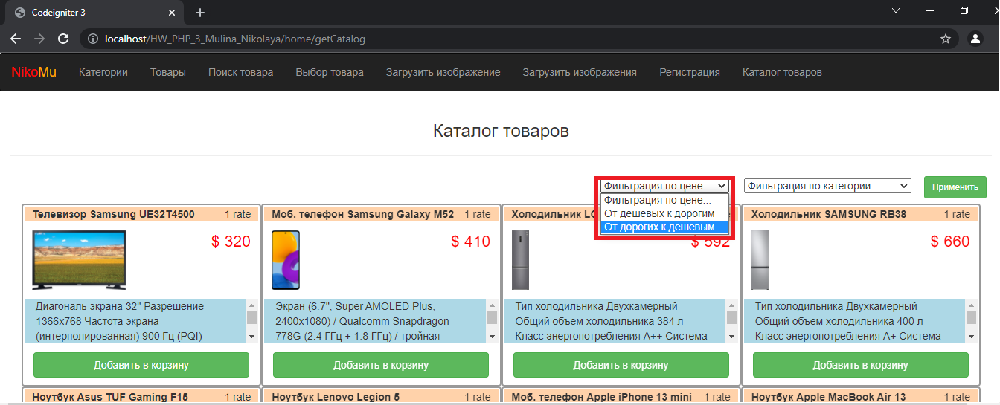 Codeigniter 3
localhost/HW_PHP_3_Mulina_Nikolaya/home/getCatalog
NikoMu Категории Товары Поиск товара Выбор товара Загрузить изображение Загрузить изображения Регистрация Каталог товаров
Каталог товаров
Фильтрация по цене... Фильтрация по категории... Применить
Фильтрация по цене...
От дешевых к дорогим
От дорогих к дешевым
Телевизор Samsung UE32T4500 1 rate
$ 320
Диагональ экрана 32" Разрешение
1366x768 Частота экрана
(интерполированная) 900 Гц (PQI)
Добавить в корзину
Моб. телефон Samsung Galaxy M52 1 rate
$ 410
Экран (6.7", Super AMOLED Plus,
2400x1080) / Qualcomm Snapdragon
778G (2.4 ГГц + 1.8 ГГц) / тройная
Добавить в корзину
Холодильник
$ 592
Тип холодильника Двухкамерный
Общий объем холодильника 384 л
Класс энергопотребления A++ Система
Добавить в корзину
Холодильник SAMSUNG RB38 1 rate
$ 660
Тип холодильника Двухкамерный
Общий объем холодильника 400 л
Класс энергопотребления A+ Система
Добавить в корзину
Ноутбук Asus TUF Gaming F15 1 rate
Ноутбук Lenovo Legion 5 1 rate
Моб. телефон Apple iPhone 13 mini 1 rate
Ноутбук Apple MacBook Air 13 1 rate